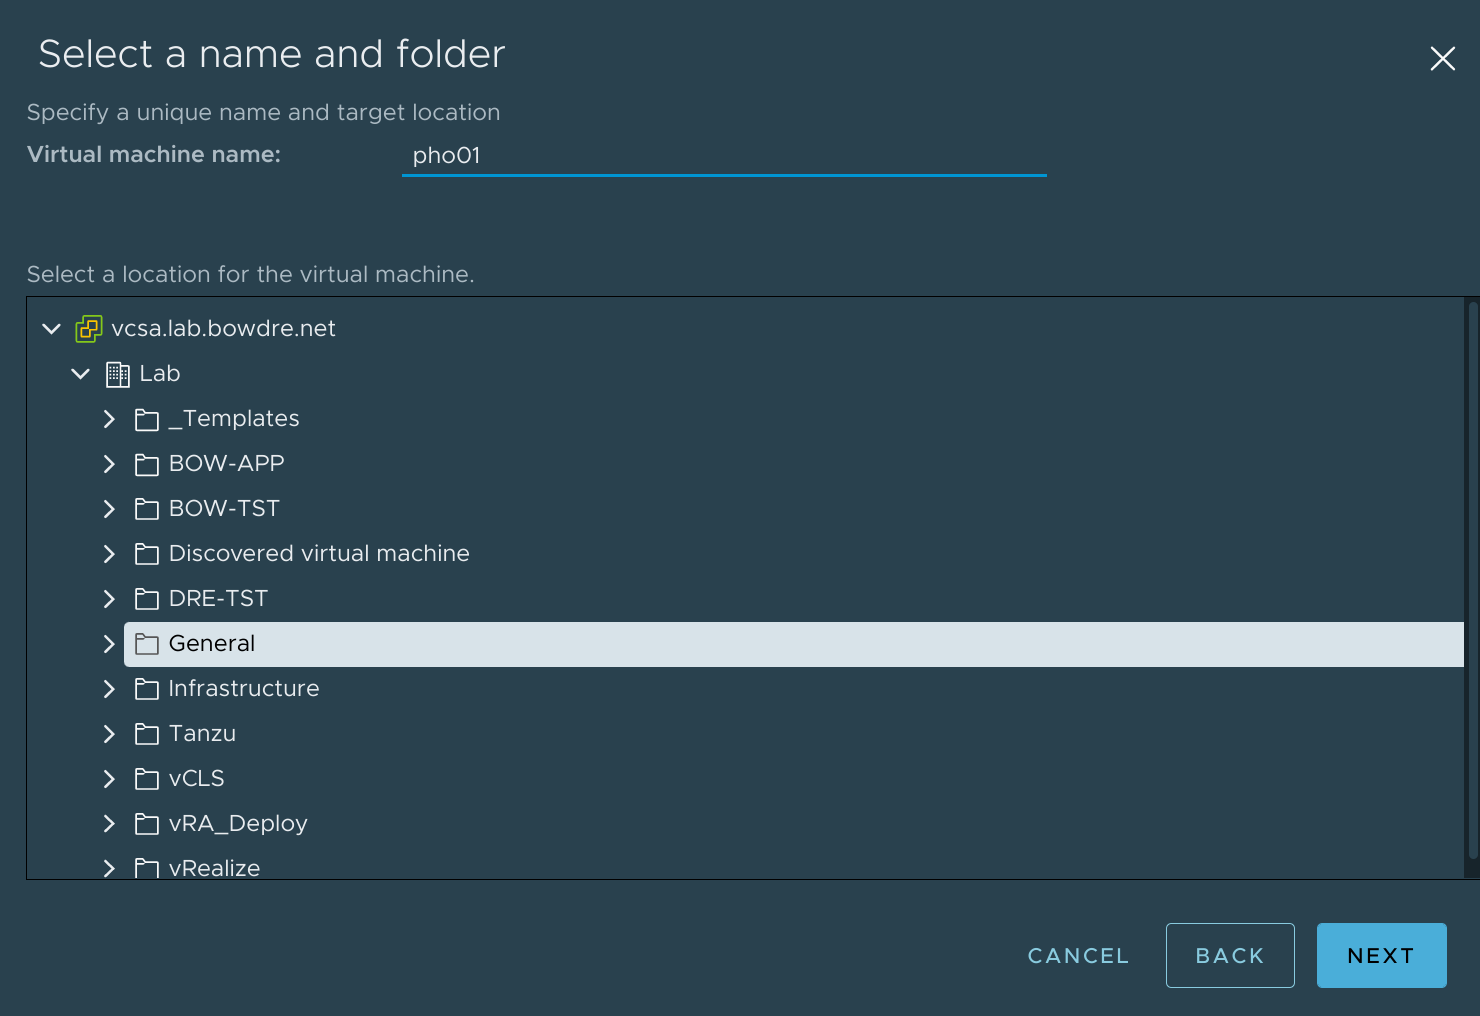 Select a name and folder
Specify a unique name and target location
Virtual machine name: pho01
Select a location for the virtual machine.
vcsa.lab.bowdre.net
Lab
_Templates
BOW-APP
BOW-TST
Discovered virtual machine
DRE-TST
General
Infrastructure
Tanzu
vCLS
vRA_Deploy
vRealize
CANCEL BACK NEXT